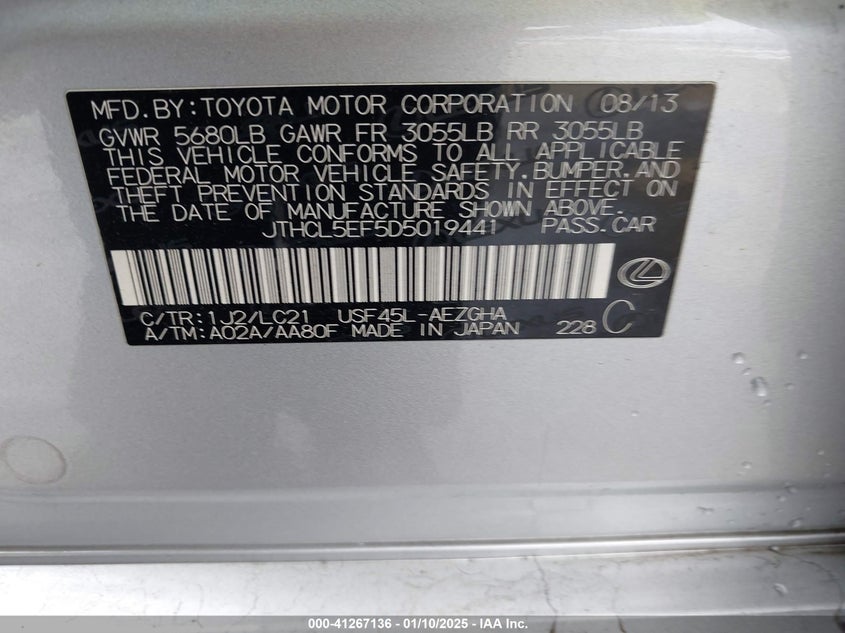 MFD.BY:TOYOTA MOTOR CORPORATION 08/13
GVWR 5680LB GAWR FR 3055LB RR 3055LB
THIS VEHICLE CONFORMS TO ALL APPLICABLE
FEDERAL MOTOR VEHICLE SAFETY.BUMPER.AND
THEFT PREVENTION STANDARDS IN EFFECT ON
THE DATE OF MANUFACTURE SHOWN ABOVE.
JTHCL5EF5D5019441 PASS.CAR
C/TR:1J2/LC21 USF45L-AEZGHA
A/TM:A02A/AA80F MADE IN JAPAN 228 C
000-41267136 - 01/10/2025 - IAA Inc.